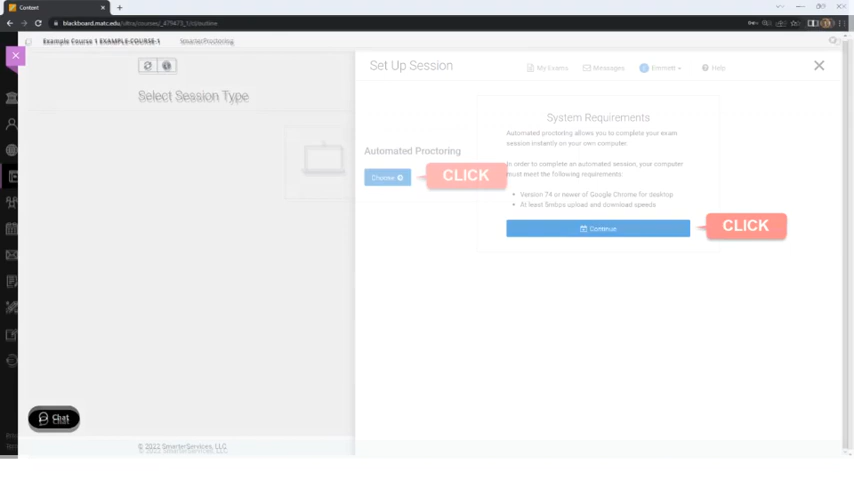 Content
blackboard.matc.edu/ultra/courses/_479473_1/cl/outline
Example Course 1 EXAMPLE-COURSE-1
SmarterProctoring
Select Session Type
Set Up Session
My Exams
Messages
Emmett
Help
System Requirements
Automated proctoring allows you to complete your exam
session instantly on your own computer.
In order to complete an automated session, your computer
must meet the following requirements:
Version 74 or newer of Google Chrome for desktop
At least 5mbps upload and download speeds
Continue
CLICK
Automated Proctoring
Choose
CLICK
Chat
© 2022 SmarterServices, LLC